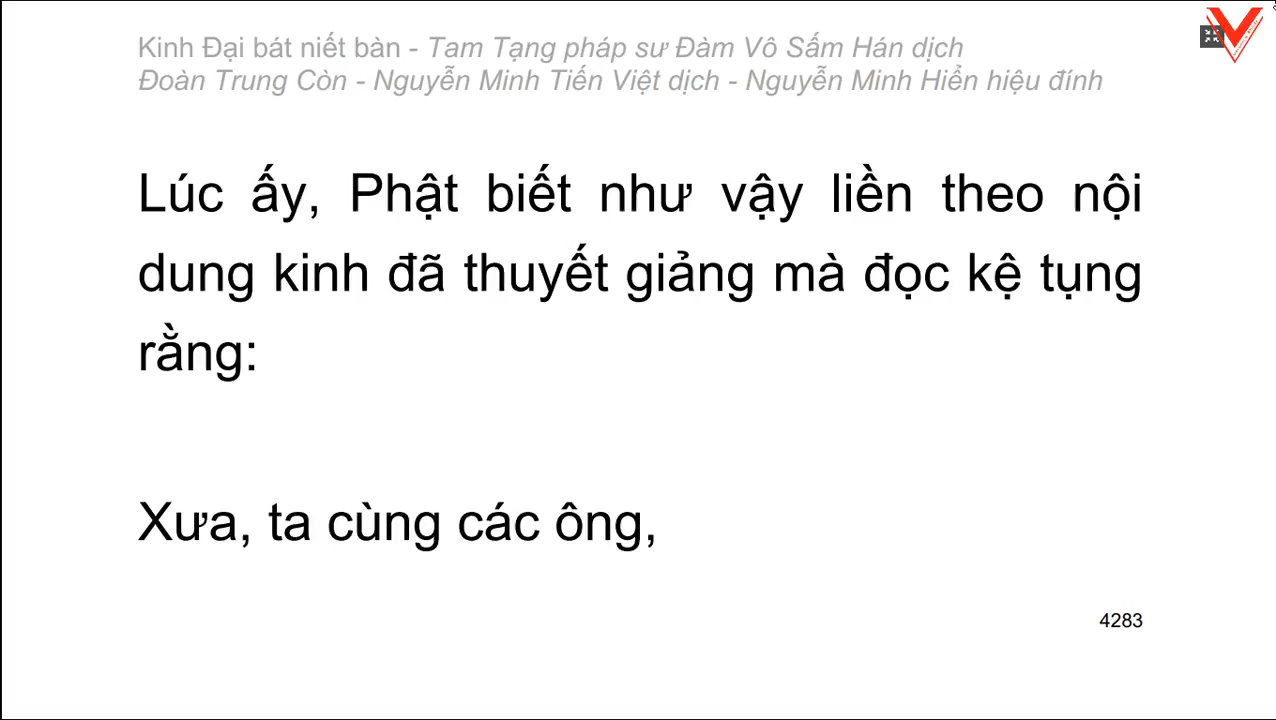 Kinh Đại bát niết bàn - Tam Tạng pháp sư Đàm Vô Sấm Hán dịch
Đoàn Trung Còn - Nguyễn Minh Tiến Việt dịch - Nguyễn Minh Hiển hiệu đính
Lúc ấy, Phật biết như vậy liền theo nội
dung kinh đã thuyết giảng mà đọc kệ tụng
rằng:
Xưa, ta cùng các ông,
4283